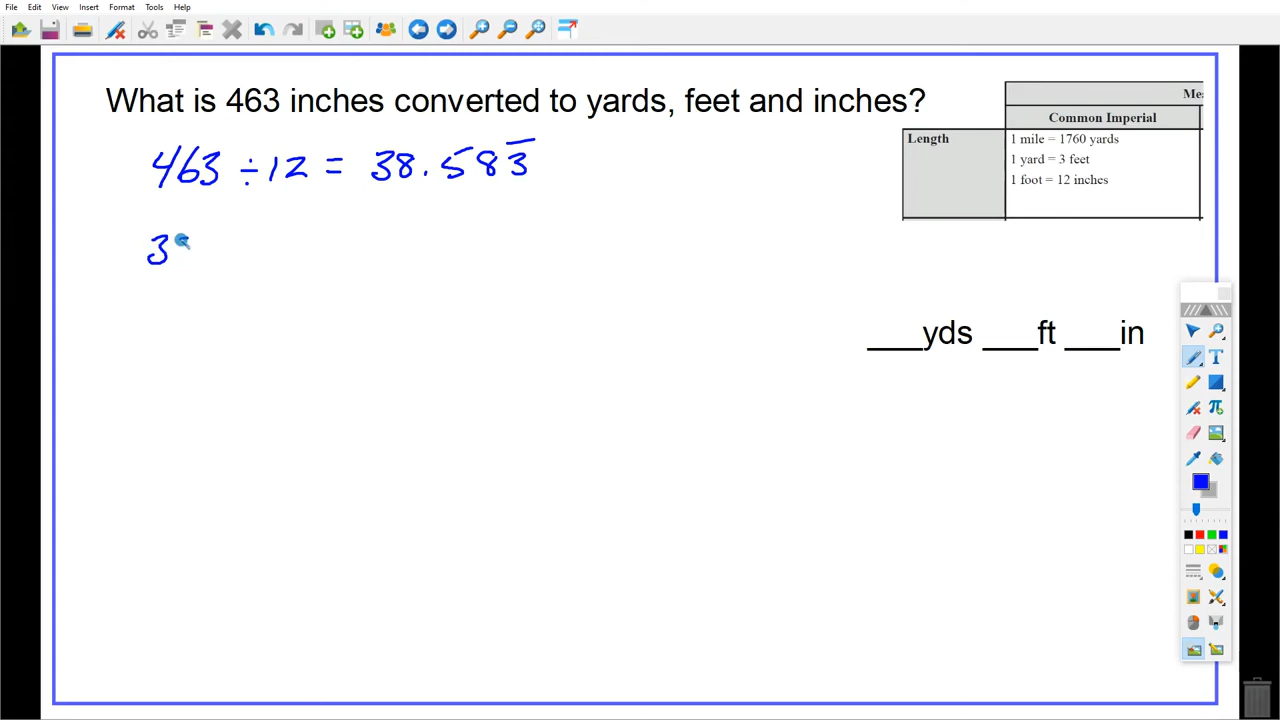 File Edit View Insert Format Tools Help
What is 463 inches converted to yards, feet and inches?
463 ÷ 12 = 38.583̅
3
Me
Common Imperial
Length
1 mile = 1760 yards
1 yard = 3 feet
1 foot = 12 inches
___yds ___ft ___in